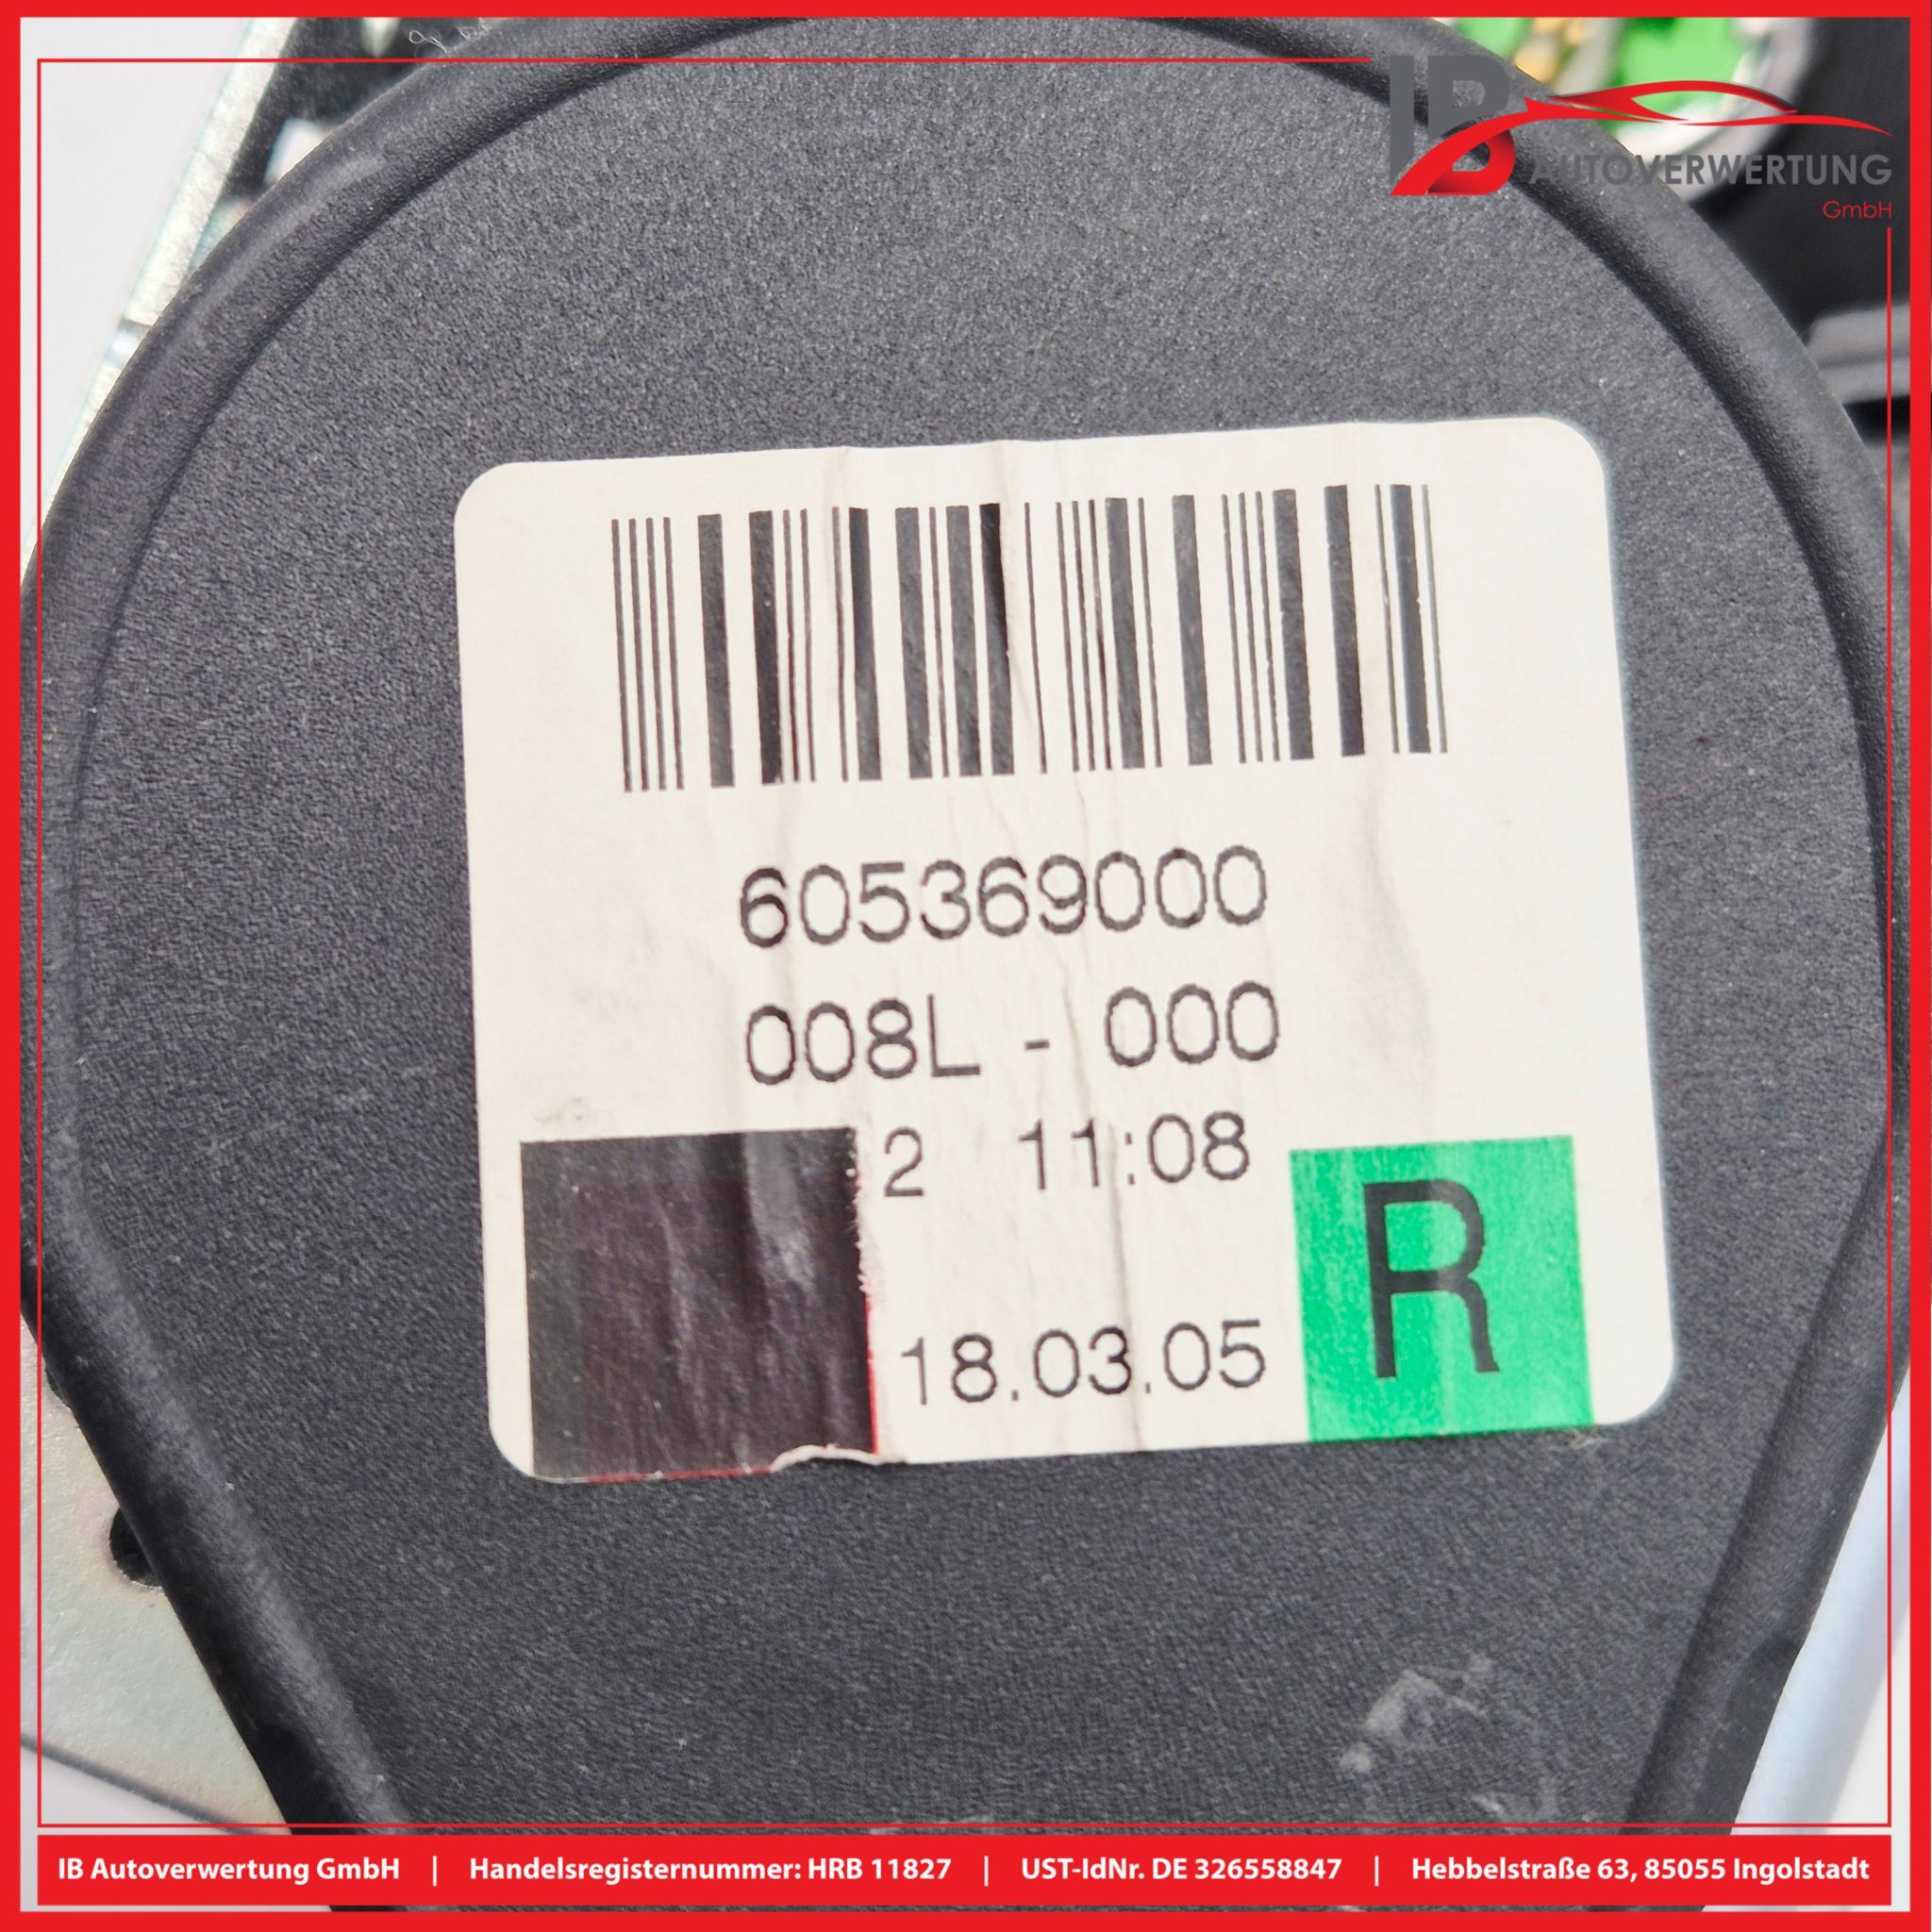 IB
AUTOVERWERTUNG
GmbH
605369000
008L - 000
2 11:08
18.03.05
R
IB Autoverwertung GmbH | Handelsregisternummer: HRB 11827 | UST-IdNr. DE 326558847 | Hebbelstraße 63, 85055 Ingolstadt